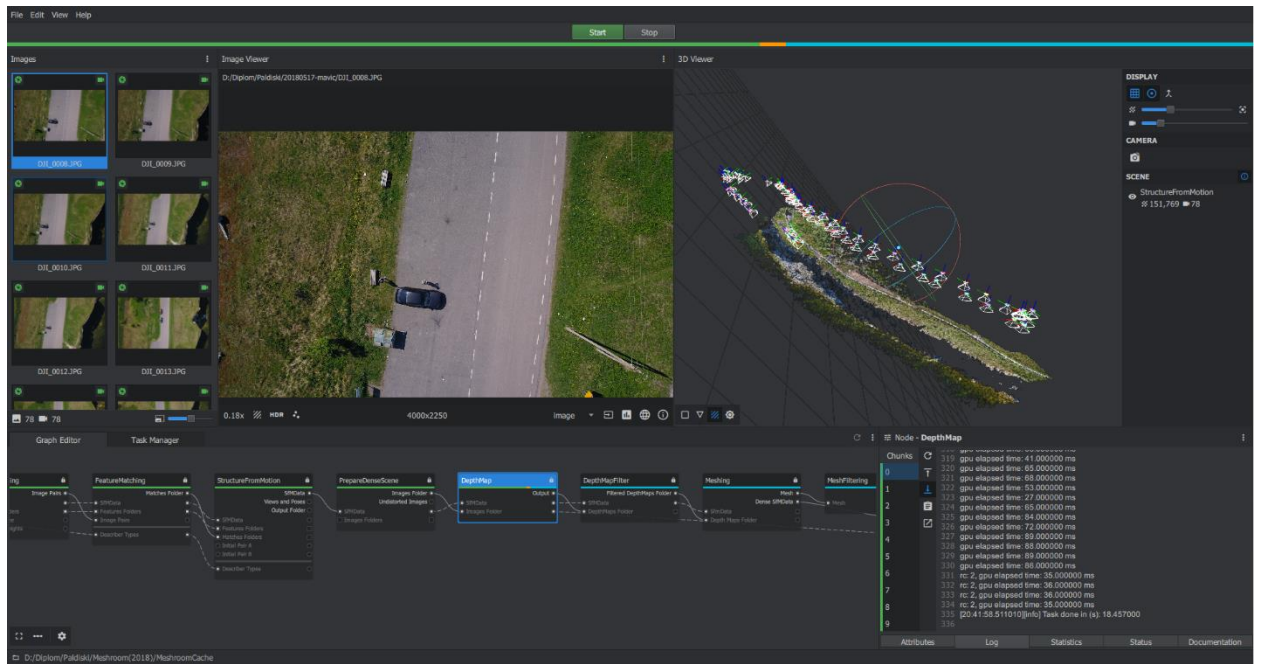 File Edit View Help
Start Stop
Images
Image Viewer
3D Viewer
D:/Diplom/Paldiski/20180517-mavic/DJI_0008.JPG
DISPLAY
CAMERA
SCENE
StructureFromMotion
151,769 78
DJI_0008.JPG DJI_0009.JPG
DJI_0010.JPG DJI_0011.JPG
DJI_0012.JPG DJI_0013.JPG
78 78
0.18x HDR 4000x2250 Image
Graph Editor Task Manager
ing
Image Pairs
FeatureMatching
Matches Folder
SfMData
Features Folders
Image Pairs
Describer Types
StructureFromMotion
SfMData
Views and Poses
Output Folder
SfMData
Features Folders
Matches Folders
Initial Pair A
Initial Pair B
Describer Types
PrepareDenseScene
Images Folder
Undistorted Images
SfMData
Images Folders
DepthMap
Output
SfMData
Images Folder
DepthMapFilter
Filtered DepthMaps Folder
SfMData
DepthMaps Folder
Meshing
Mesh
Dense SfMData
SfMData
Depth Maps Folder
MeshFiltering
Mesh
Node - DepthMap
Chunks
0
1
2
3
4
5
6
7
8
9
319 gpu elapsed time: 41.000000 ms
320 gpu elapsed time: 65.000000 ms
321 gpu elapsed time: 68.000000 ms
322 gpu elapsed time: 53.000000 ms
323 gpu elapsed time: 27.000000 ms
324 gpu elapsed time: 65.000000 ms
325 gpu elapsed time: 84.000000 ms
326 gpu elapsed time: 72.000000 ms
327 gpu elapsed time: 89.000000 ms
328 gpu elapsed time: 88.000000 ms
329 gpu elapsed time: 89.000000 ms
330 gpu elapsed time: 86.000000 ms
331 rc: 2, gpu elapsed time: 35.000000 ms
332 rc: 2, gpu elapsed time: 36.000000 ms
333 rc: 2, gpu elapsed time: 36.000000 ms
334 rc: 2, gpu elapsed time: 35.000000 ms
335 [20:41:58.511010][info] Task done in (s): 18.457000
336
Attributes Log Statistics Status Documentation
D:/Diplom/Paldiski/Meshroom(2018)/MeshroomCache